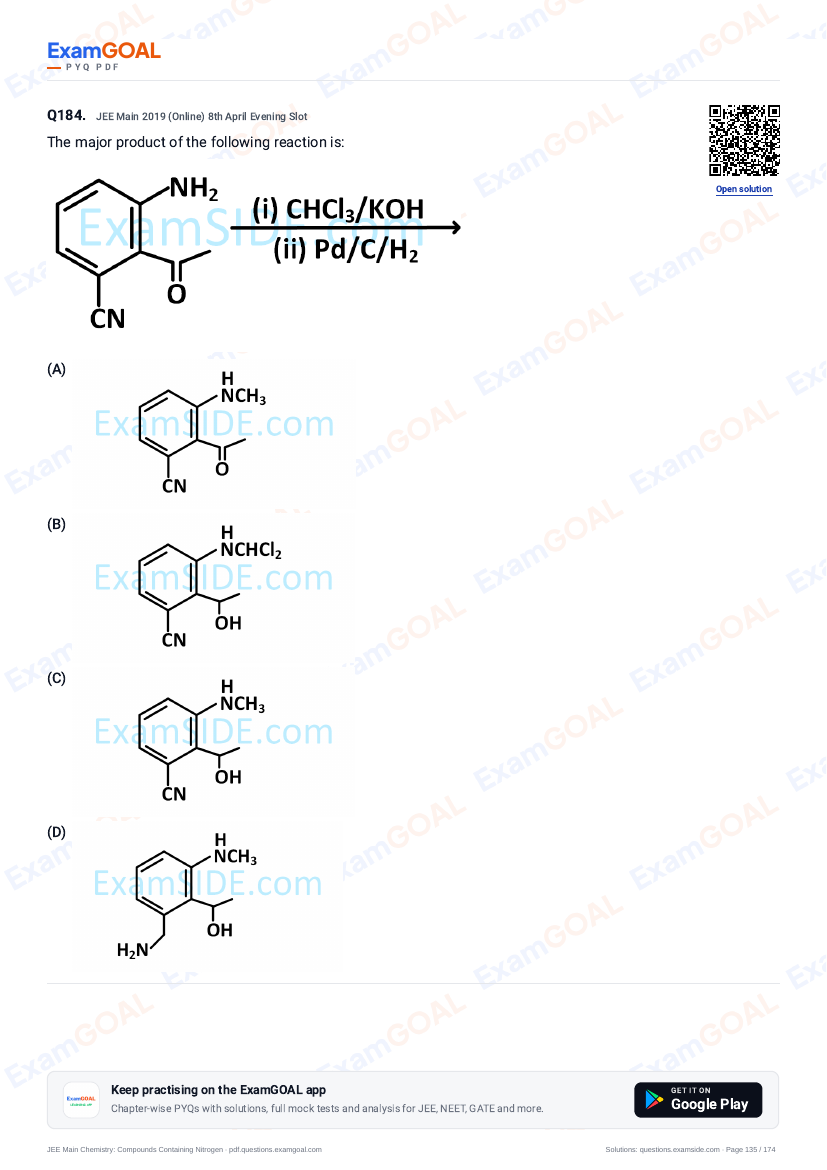 ExamGOAL
PYQ PDF
Q184. JEE Main 2019 (Online) 8th April Evening Slot
The major product of the following reaction is:
Open solution
NH2
(i) CHCl3/KOH
(ii) Pd/C/H2
O
CN
ExamSIDE.com
(A)
H
NCH3
O
CN
ExamSIDE.com
(B)
H
NCHCl2
OH
CN
ExamSIDE.com
(C)
H
NCH3
OH
CN
ExamSIDE.com
(D)
H
NCH3
OH
H2N
ExamSIDE.com
Keep practising on the ExamGOAL app
Chapter-wise PYQs with solutions, full mock tests and analysis for JEE, NEET, GATE and more.
GET IT ON
Google Play
JEE Main Chemistry: Compounds Containing Nitrogen · pdf.questions.examgoal.com
Solutions: questions.examside.com · Page 135 / 174